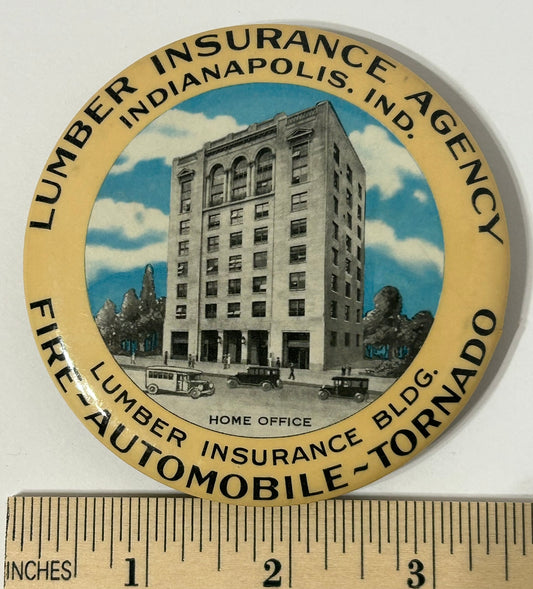 LUMBER INSURANCE AGENCY
INDIANAPOLIS. IND.
HOME OFFICE
LUMBER INSURANCE BLDG.
FIRE~AUTOMOBILE~TORNADO
INCHES 1 2 3